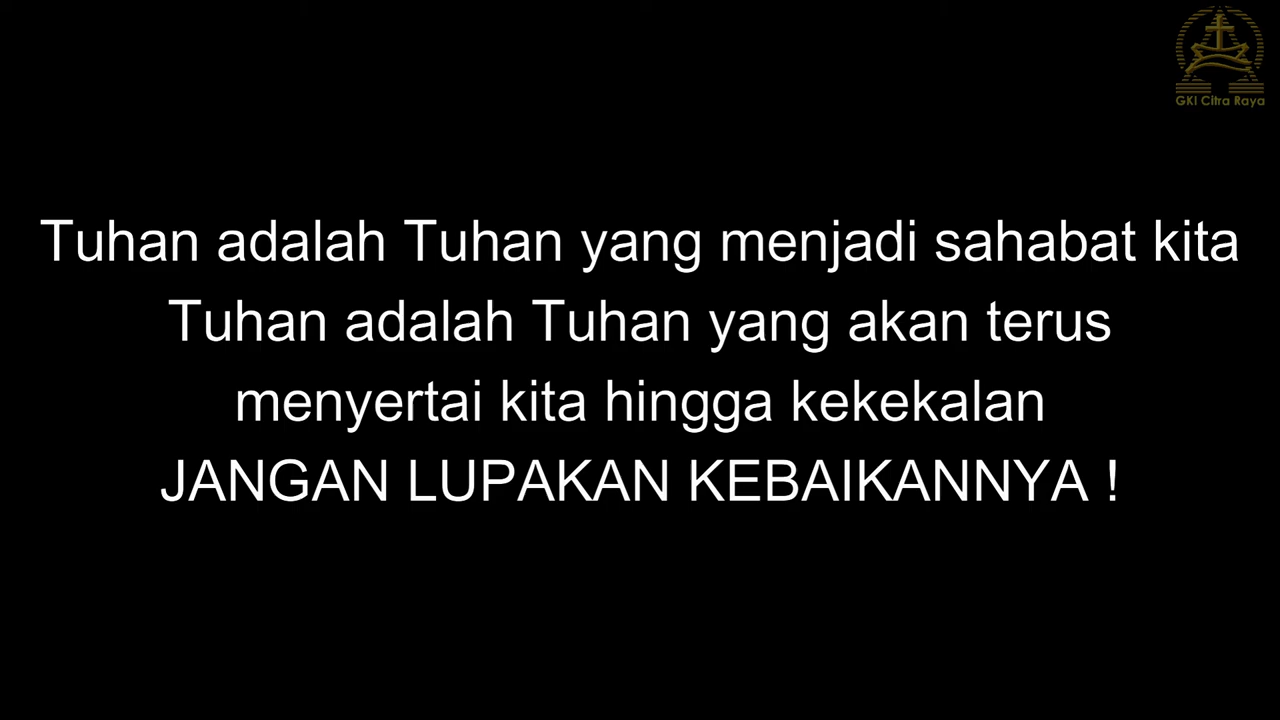 GKI Citra Raya
Tuhan adalah Tuhan yang menjadi sahabat kita
Tuhan adalah Tuhan yang akan terus
menyertai kita hingga kekekalan
JANGAN LUPAKAN KEBAIKANNYA !